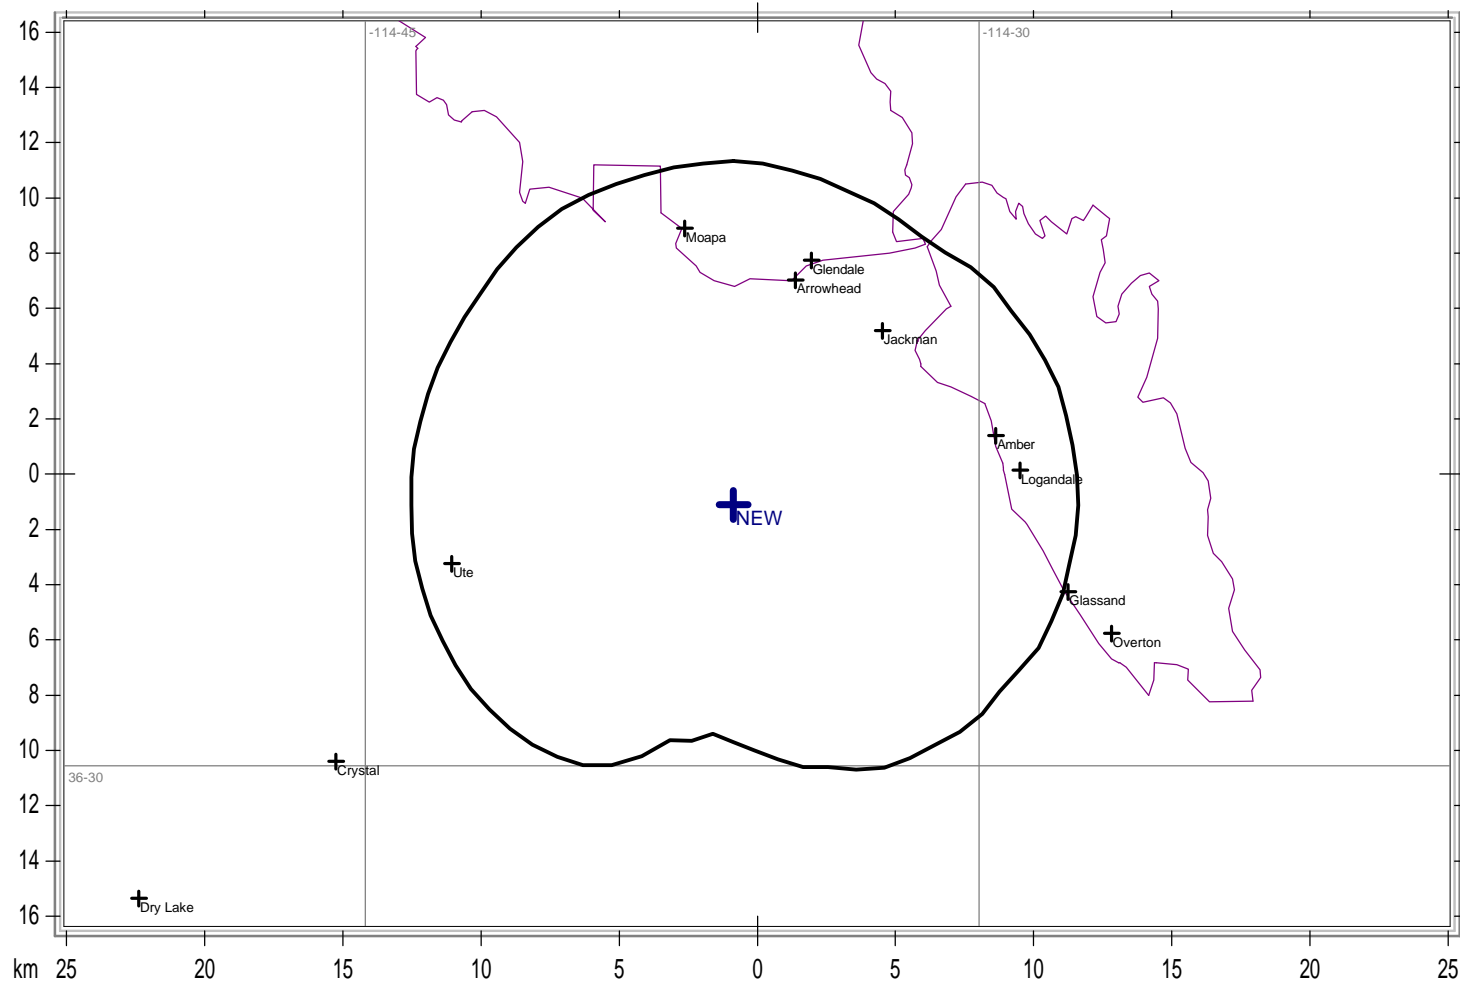 16
-114-45
-114-30
14
12
10
Moapa
8
Glendale
6
Arrowhead
Jackman
4
2
Amber
0
Logandale
NEW
2
Ute
4
Glassand
6
Overton
8
10
Crystal
36-30
12
14
Dry Lake
16
km 25 20 15 10 5 0 5 10 15 20 25